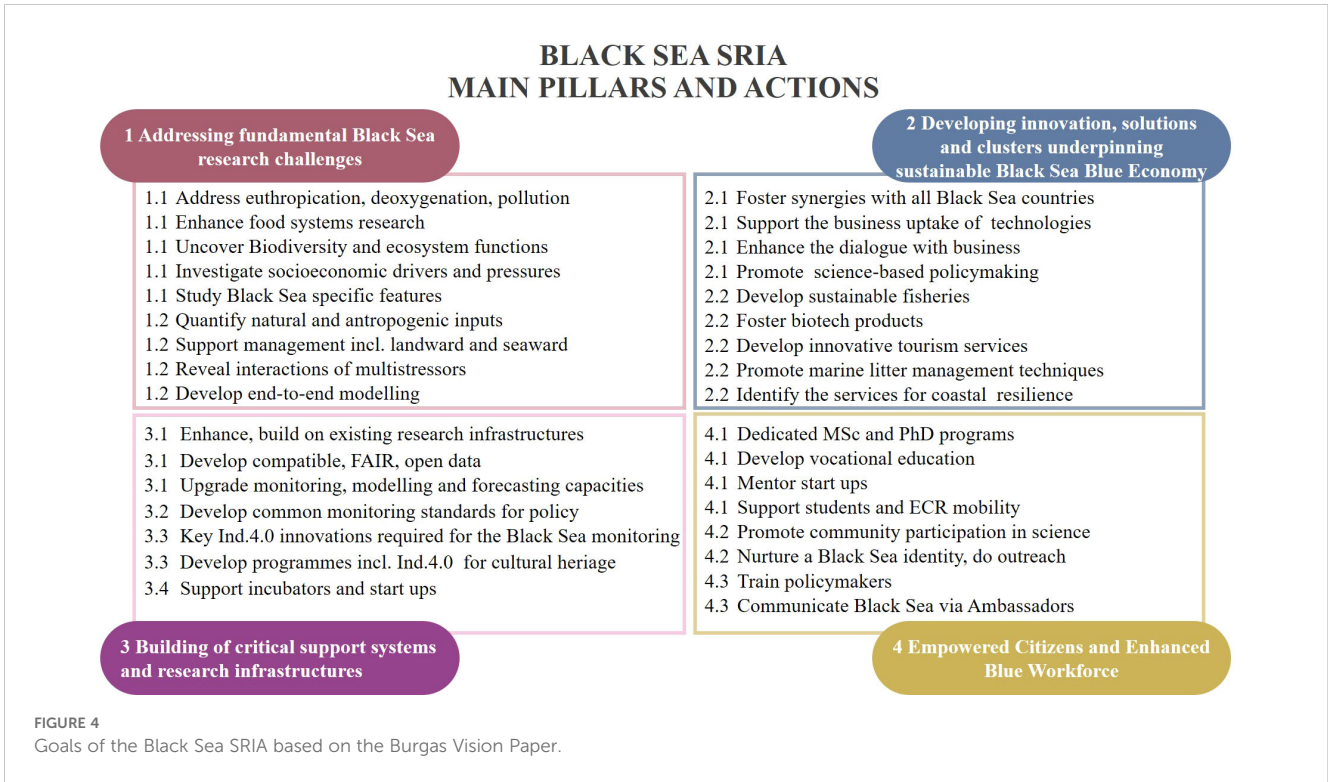 BLACK SEA SRIA
MAIN PILLARS AND ACTIONS
1 Addressing fundamental Black Sea
research challenges
1.1 Address euthropication, deoxygenation, pollution
1.1 Enhance food systems research
1.1 Uncover Biodiversity and ecosystem functions
1.1 Investigate socioeconomic drivers and pressures
1.1 Study Black Sea specific features
1.2 Quantify natural and antropogenic inputs
1.2 Support management incl. landward and seaward
1.2 Reveal interactions of multistressors
1.2 Develop end-to-end modelling
2 Developing innovation, solutions
and clusters underpinning
sustainable Black Sea Blue Economy
2.1 Foster synergies with all Black Sea countries
2.1 Support the business uptake of technologies
2.1 Enhance the dialogue with business
2.1 Promote science-based policymaking
2.2 Develop sustainable fisheries
2.2 Foster biotech products
2.2 Develop innovative tourism services
2.2 Promote marine litter management techniques
2.2 Identify the services for coastal resilience
3.1 Enhance, build on existing research infrastructures
3.1 Develop compatible, FAIR, open data
3.1 Upgrade monitoring, modelling and forecasting capacities
3.2 Develop common monitoring standards for policy
3.3 Key Ind.4.0 innovations required for the Black Sea monitoring
3.3 Develop programmes incl. Ind.4.0 for cultural heriage
3.4 Support incubators and start ups
3 Building of critical support systems
and research infrastructures
4.1 Dedicated MSc and PhD programs
4.1 Develop vocational education
4.1 Mentor start ups
4.1 Support students and ECR mobility
4.2 Promote community participation in science
4.2 Nurture a Black Sea identity, do outreach
4.3 Train policymakers
4.3 Communicate Black Sea via Ambassadors
4 Empowered Citizens and Enhanced
Blue Workforce
FIGURE 4
Goals of the Black Sea SRIA based on the Burgas Vision Paper.